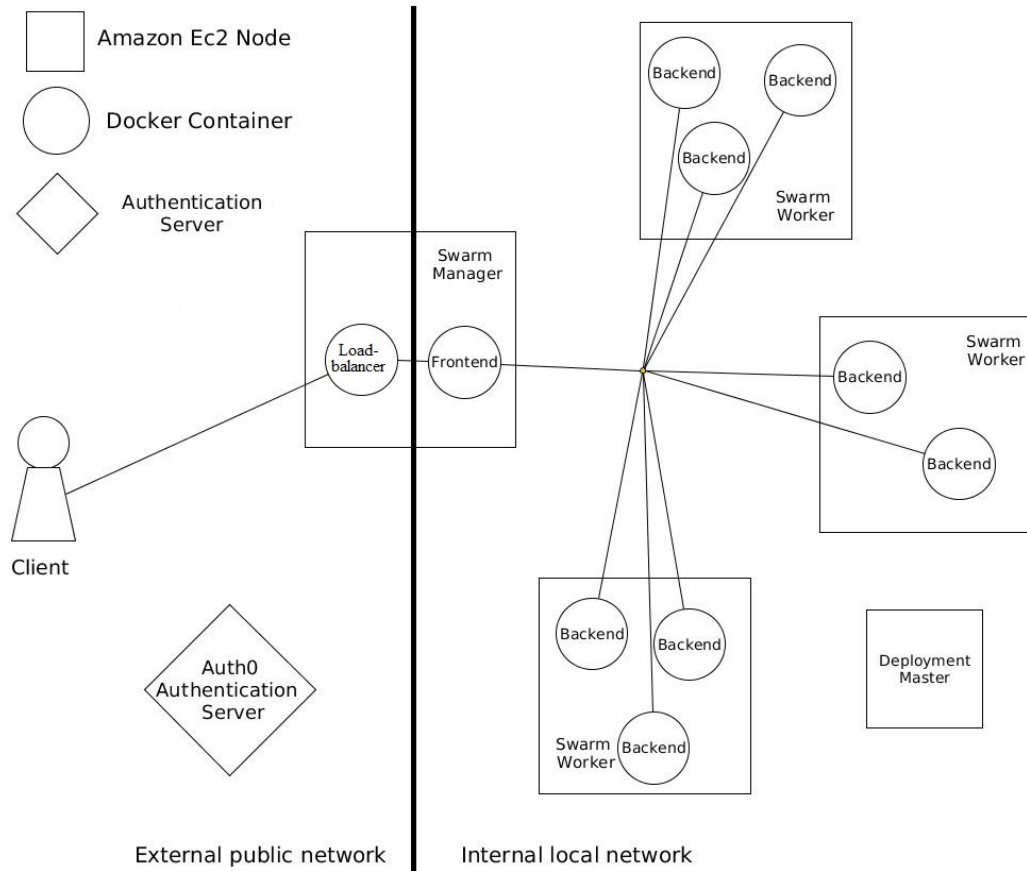 Amazon Ec2 Node
Docker Container
Authentication
Server
Swarm
Manager
Load-
balancer
Frontend
Client
Auth0
Authentication
Server
External public network
Backend
Backend
Backend
Swarm
Worker
Swarm
Worker
Backend
Backend
Backend
Backend
Backend
Swarm
Worker
Deployment
Master
Internal local network